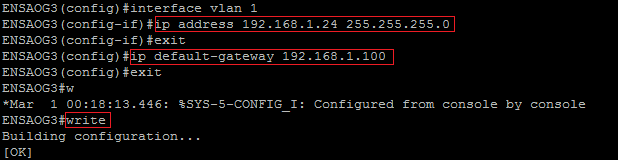 ENSAOG3(config)#interface vlan 1
ENSAOG3(config-if)#ip address 192.168.1.24 255.255.255.0
ENSAOG3(config-if)#exit
ENSAOG3(config)#ip default-gateway 192.168.1.100
ENSAOG3(config)#exit
ENSAOG3#w
*Mar  1 00:18:13.446: %SYS-5-CONFIG_I: Configured from console by console
ENSAOG3#write
Building configuration...
[OK]